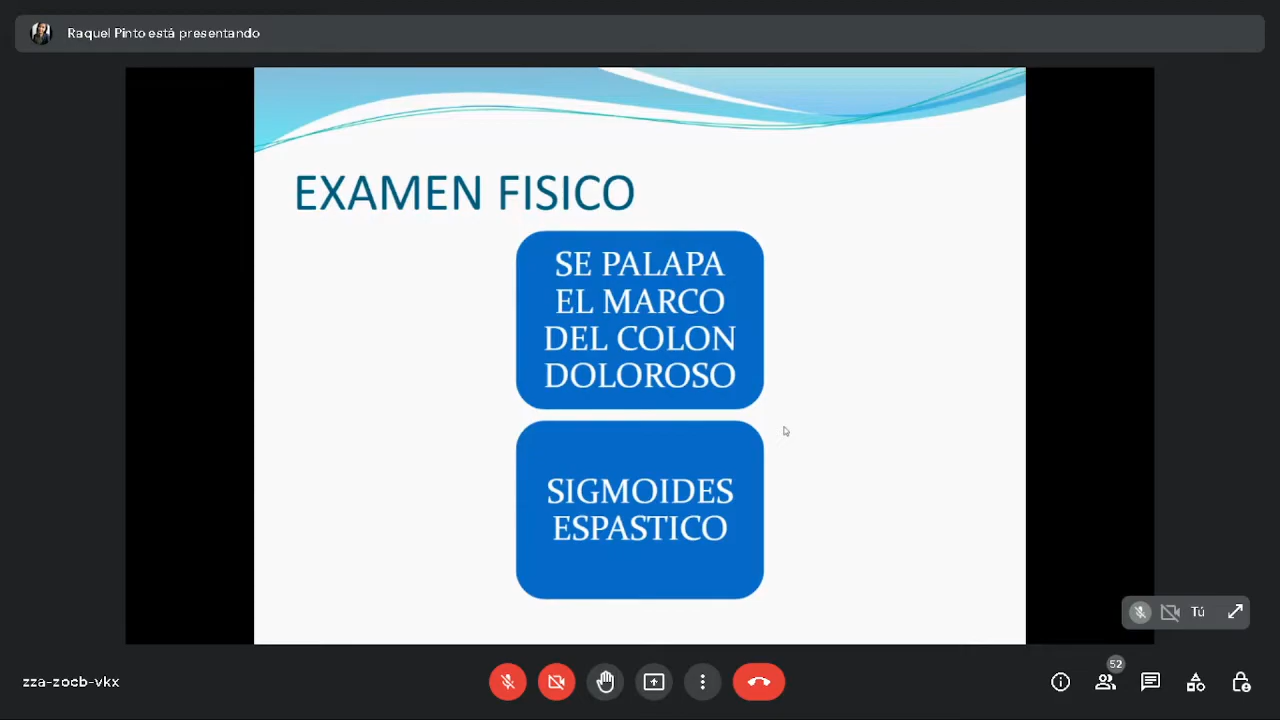 Raquel Pinto está presentando
EXAMEN FISICO
SE PALAPA
EL MARCO
DEL COLON
DOLOROSO
SIGMOIDES
ESPASTICO
Tú
52
zza-zocb-vkx